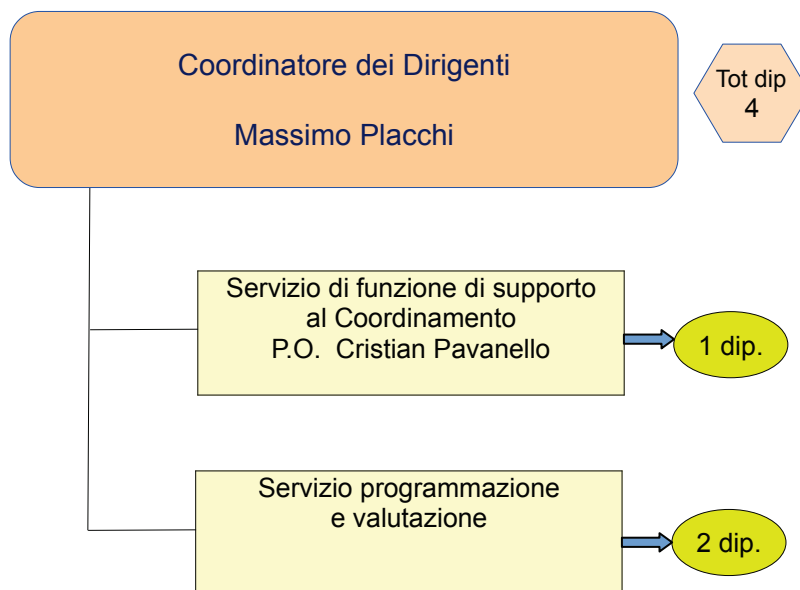 Coordinatore dei Dirigenti
Massimo Placchi
Tot dip
4
Servizio di funzione di supporto
al Coordinamento
P.O. Cristian Pavanello
1 dip.
Servizio programmazione
e valutazione
2 dip.